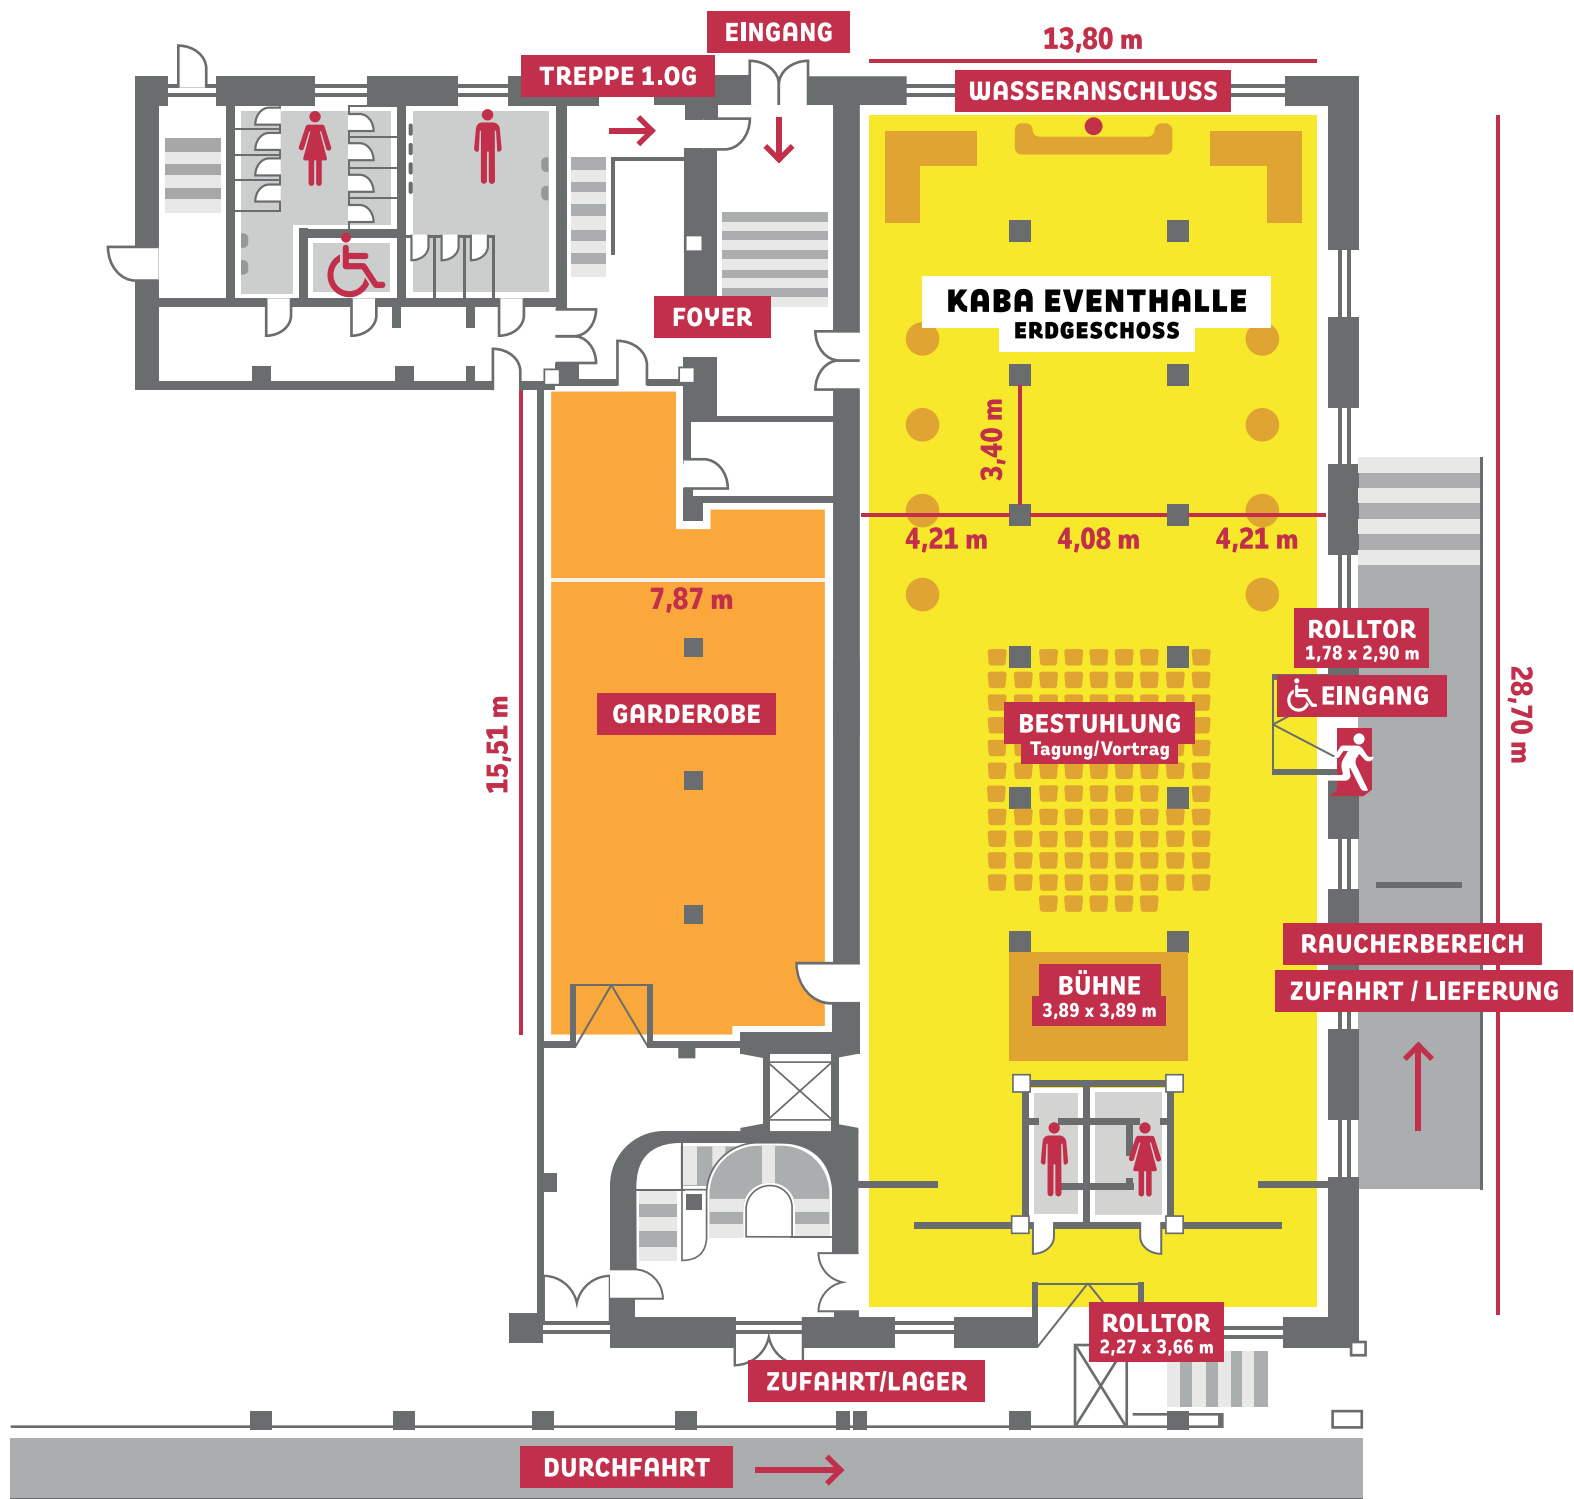 EINGANG
13,80 m
TREPPE 1.OG
WASSERANSCHLUSS
FOYER
KABA EVENTHALLE
ERDGESCHOSS
3,40 m
4,21 m
4,08 m
4,21 m
7,87 m
ROLLTOR
1,78 x 2,90 m
EINGANG
28,70 m
15,51 m
GARDEROBE
BESTUHLUNG
Tagung/Vortrag
RAUCHERBEREICH
ZUFAHRT / LIEFERUNG
BÜHNE
3,89 x 3,89 m
ROLLTOR
2,27 x 3,66 m
ZUFAHRT/LAGER
DURCHFAHRT